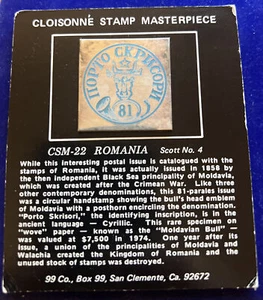 CLOISONNÉ STAMP MASTERPIECE
ПОРТО СКРИСОРИ
81
CSM-22 ROMANIA Scott No. 4
While this interesting postal issue is catalogued with the
stamps of Romania, it was actually issued in 1858 by
the then independent Black Sea principality of Moldavia,
which was created after the Crimean War. Like three
other contemporary denominations, this 81-parales issue
was a circular handstamp showing the bull's head emblem
of Moldavia with a posthorn encircling the denomination.
"Porto Skrisori," the identifying inscription, is in the
ancient language — Cyrillic. This rare specimen on
"wove" paper - known as the "Moldavian Bull" —
was valued at $7,500 in 1974. One year after its
issue, a union of the principalities of Moldavia and
Walachia created the Kingdom of Romania and the
unused stock of stamps was destroyed.
99 Co., Box 99, San Clemente, Ca. 92672